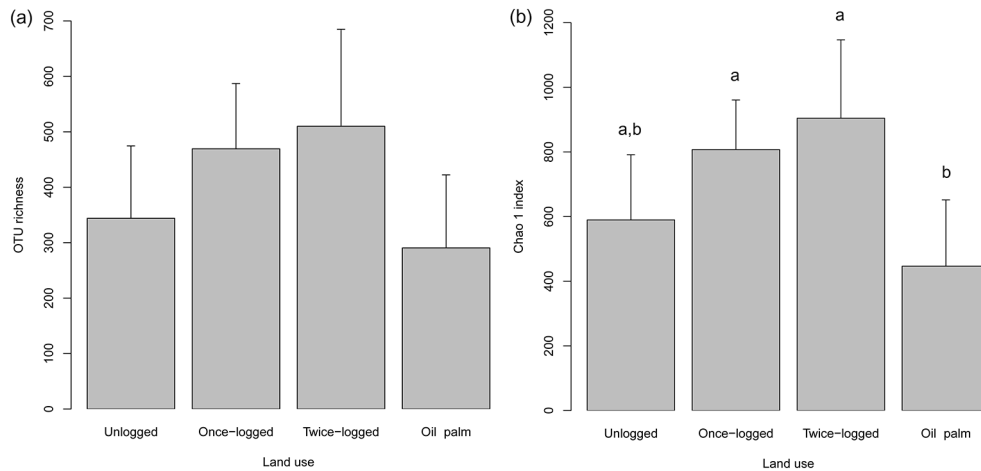 (a)
OTU richness
700
600
500
400
300
200
100
0
Unlogged Once−logged Twice−logged Oil palm
Land use
(b)
Chao 1 index
1200
1000
800
600
400
200
0
a,b
a
a
b
Unlogged Once−logged Twice−logged Oil palm
Land use